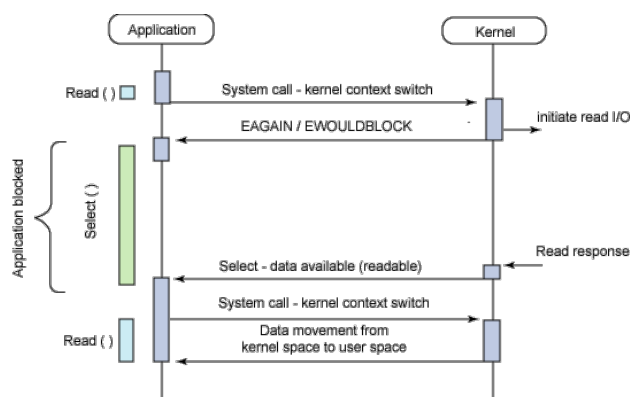 Application
Kernel
System call - kernel context switch
Read ( )
initiate read I/O
EAGAIN / EWOULDBLOCK
Application blocked
Select ( )
Read response
Select - data available (readable)
System call - kernel context switch
Read ( )
Data movement from
kernel space to user space